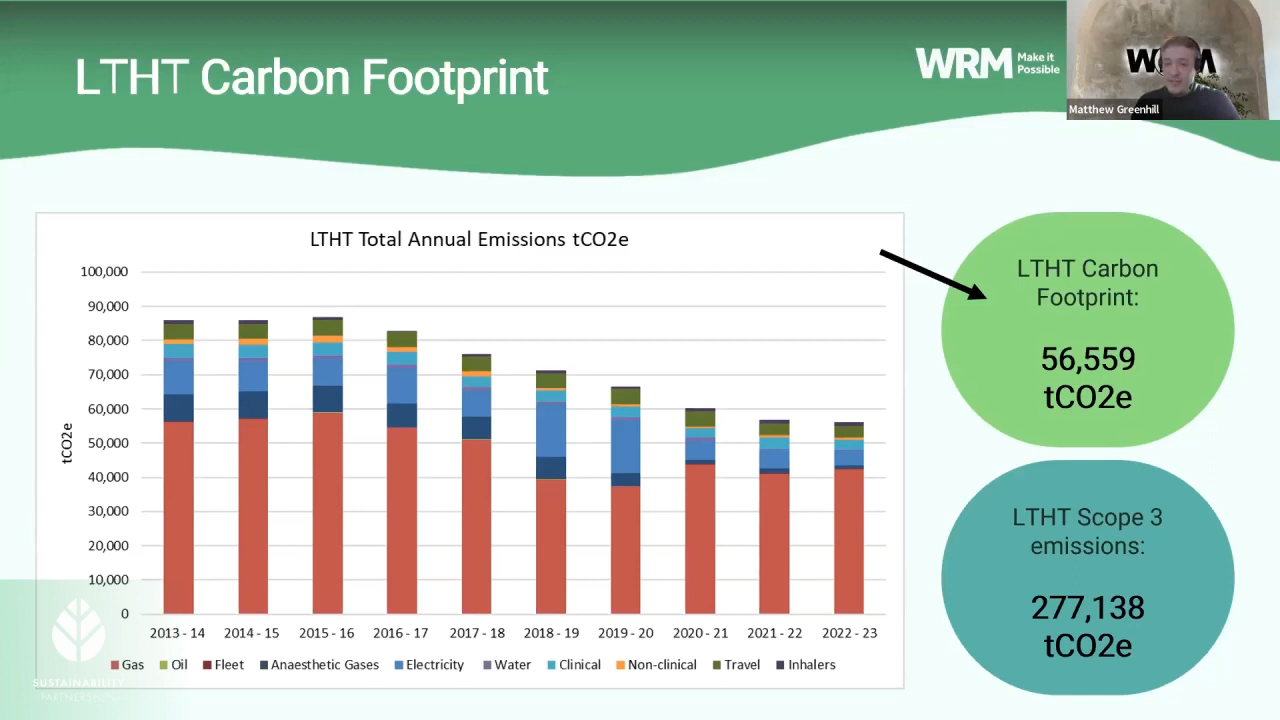 LTHT Carbon Footprint
WRM Make it
Possible
WRM
Matthew Greenhill
LTHT Total Annual Emissions tCO2e
100,000
90,000
80,000
70,000
60,000
50,000
40,000
30,000
20,000
10,000
0
tCO2e
2013 - 14 2014 - 15 2015 - 16 2016 - 17 2017 - 18 2018 - 19 2019 - 20 2020 - 21 2021 - 22 2022 - 23
Gas Oil Fleet Anaesthetic Gases Electricity Water Clinical Non-clinical Travel Inhalers
LTHT Carbon
Footprint:
56,559
tCO2e
LTHT Scope 3
emissions:
277,138
tCO2e
SUSTAINABILITY
PARTNERSHIPS